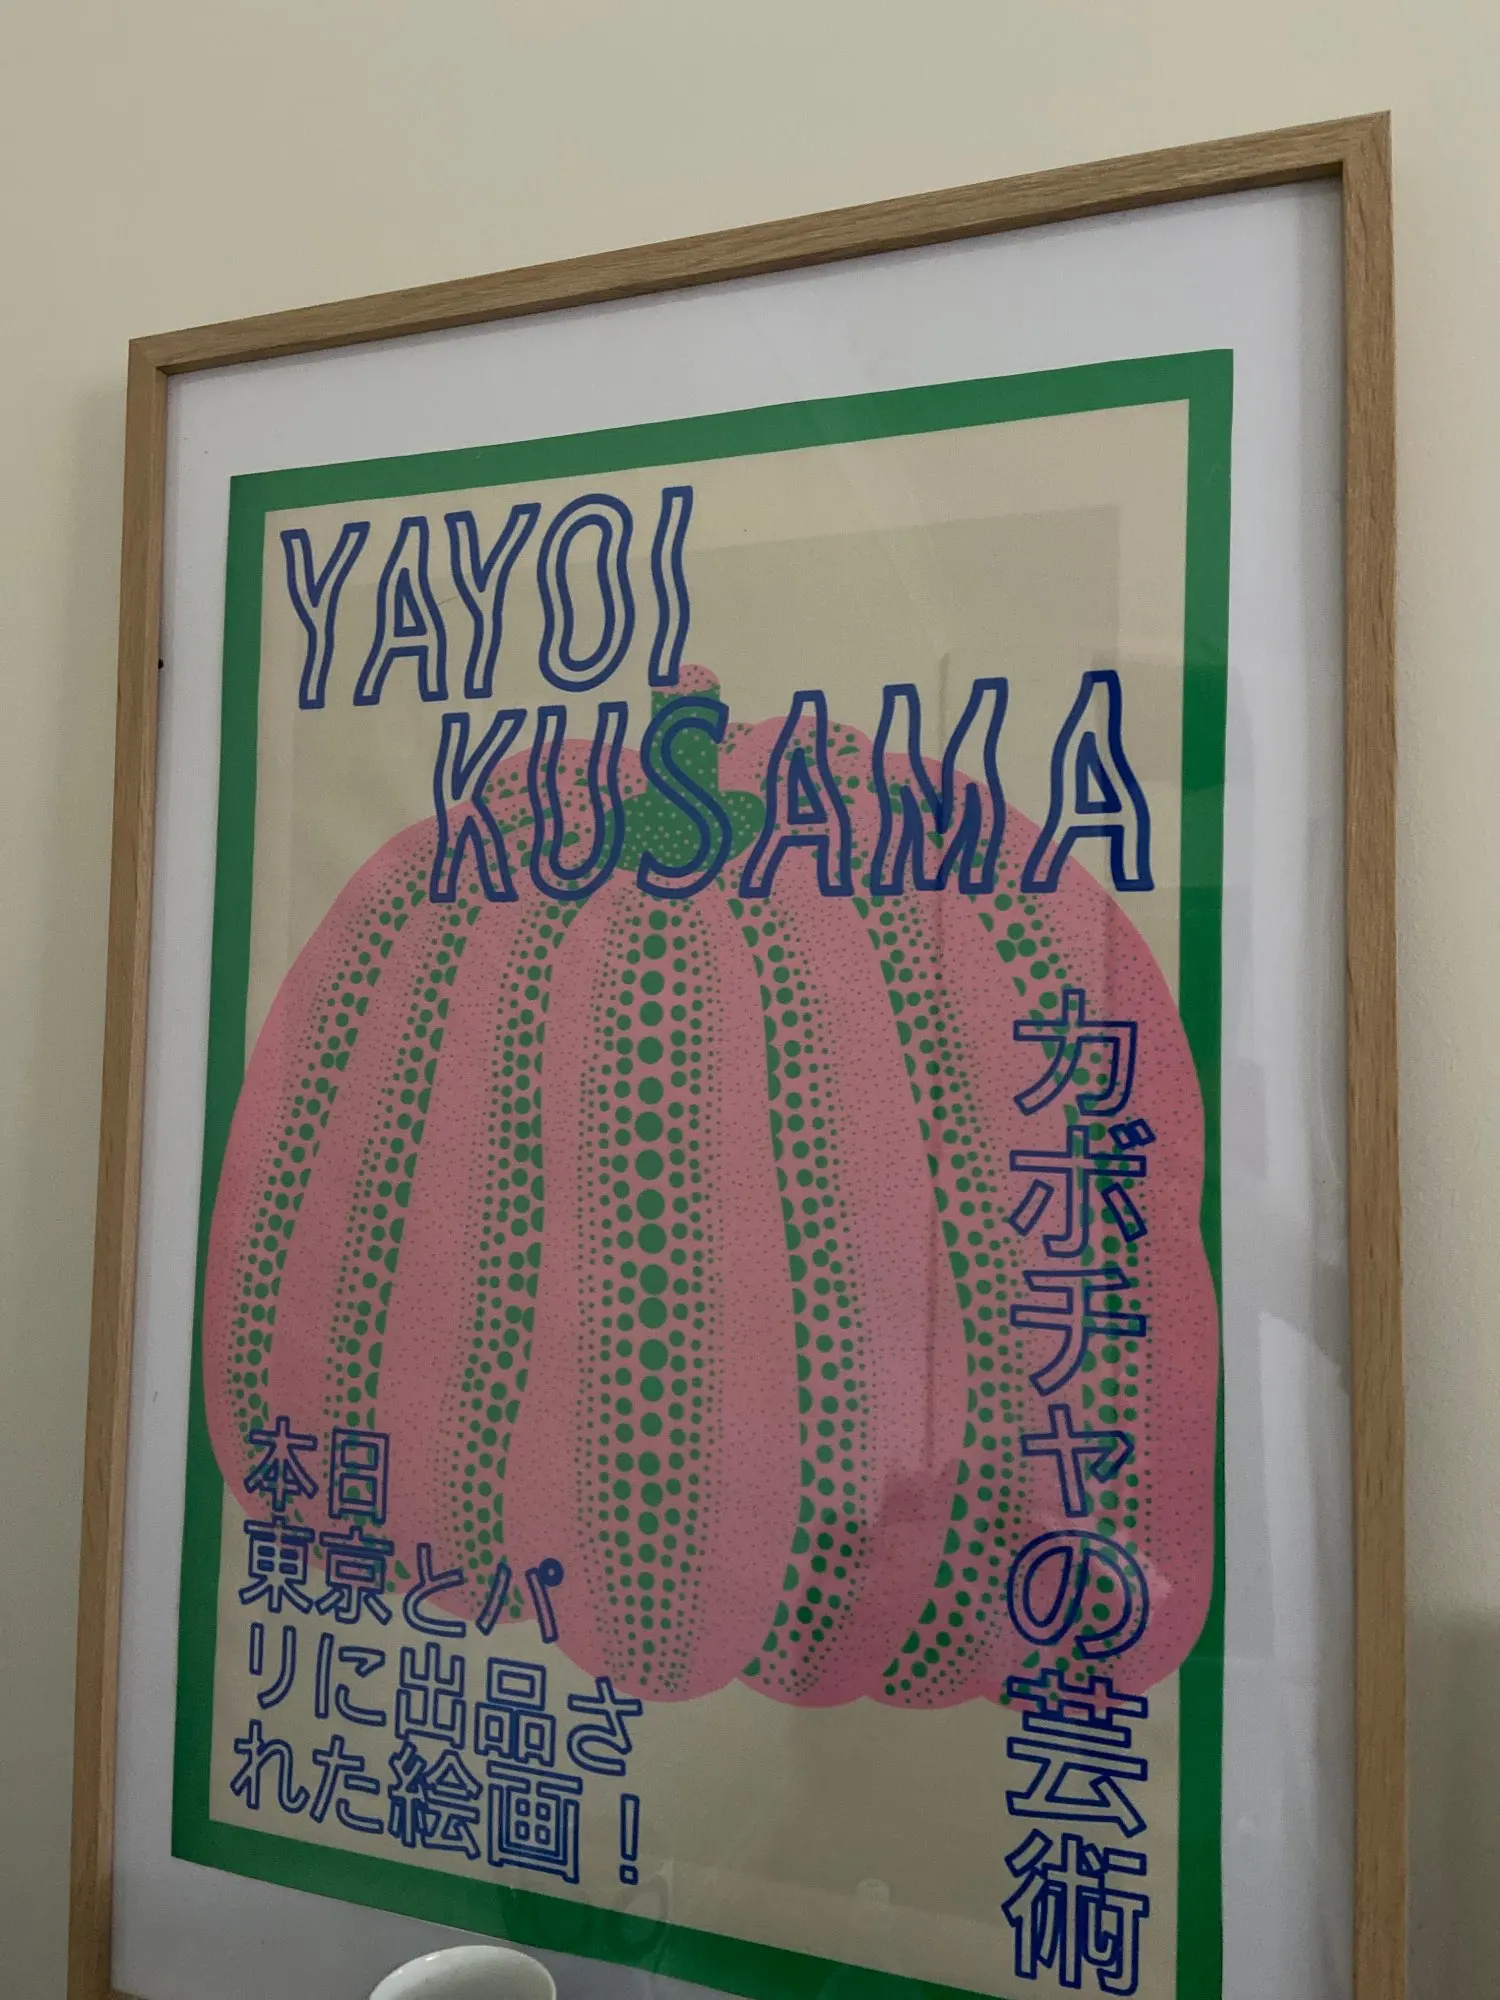 YAYOI
KUSAMA
カボチャの芸術
本日
東京とパ
リに出品さ
れた絵画！